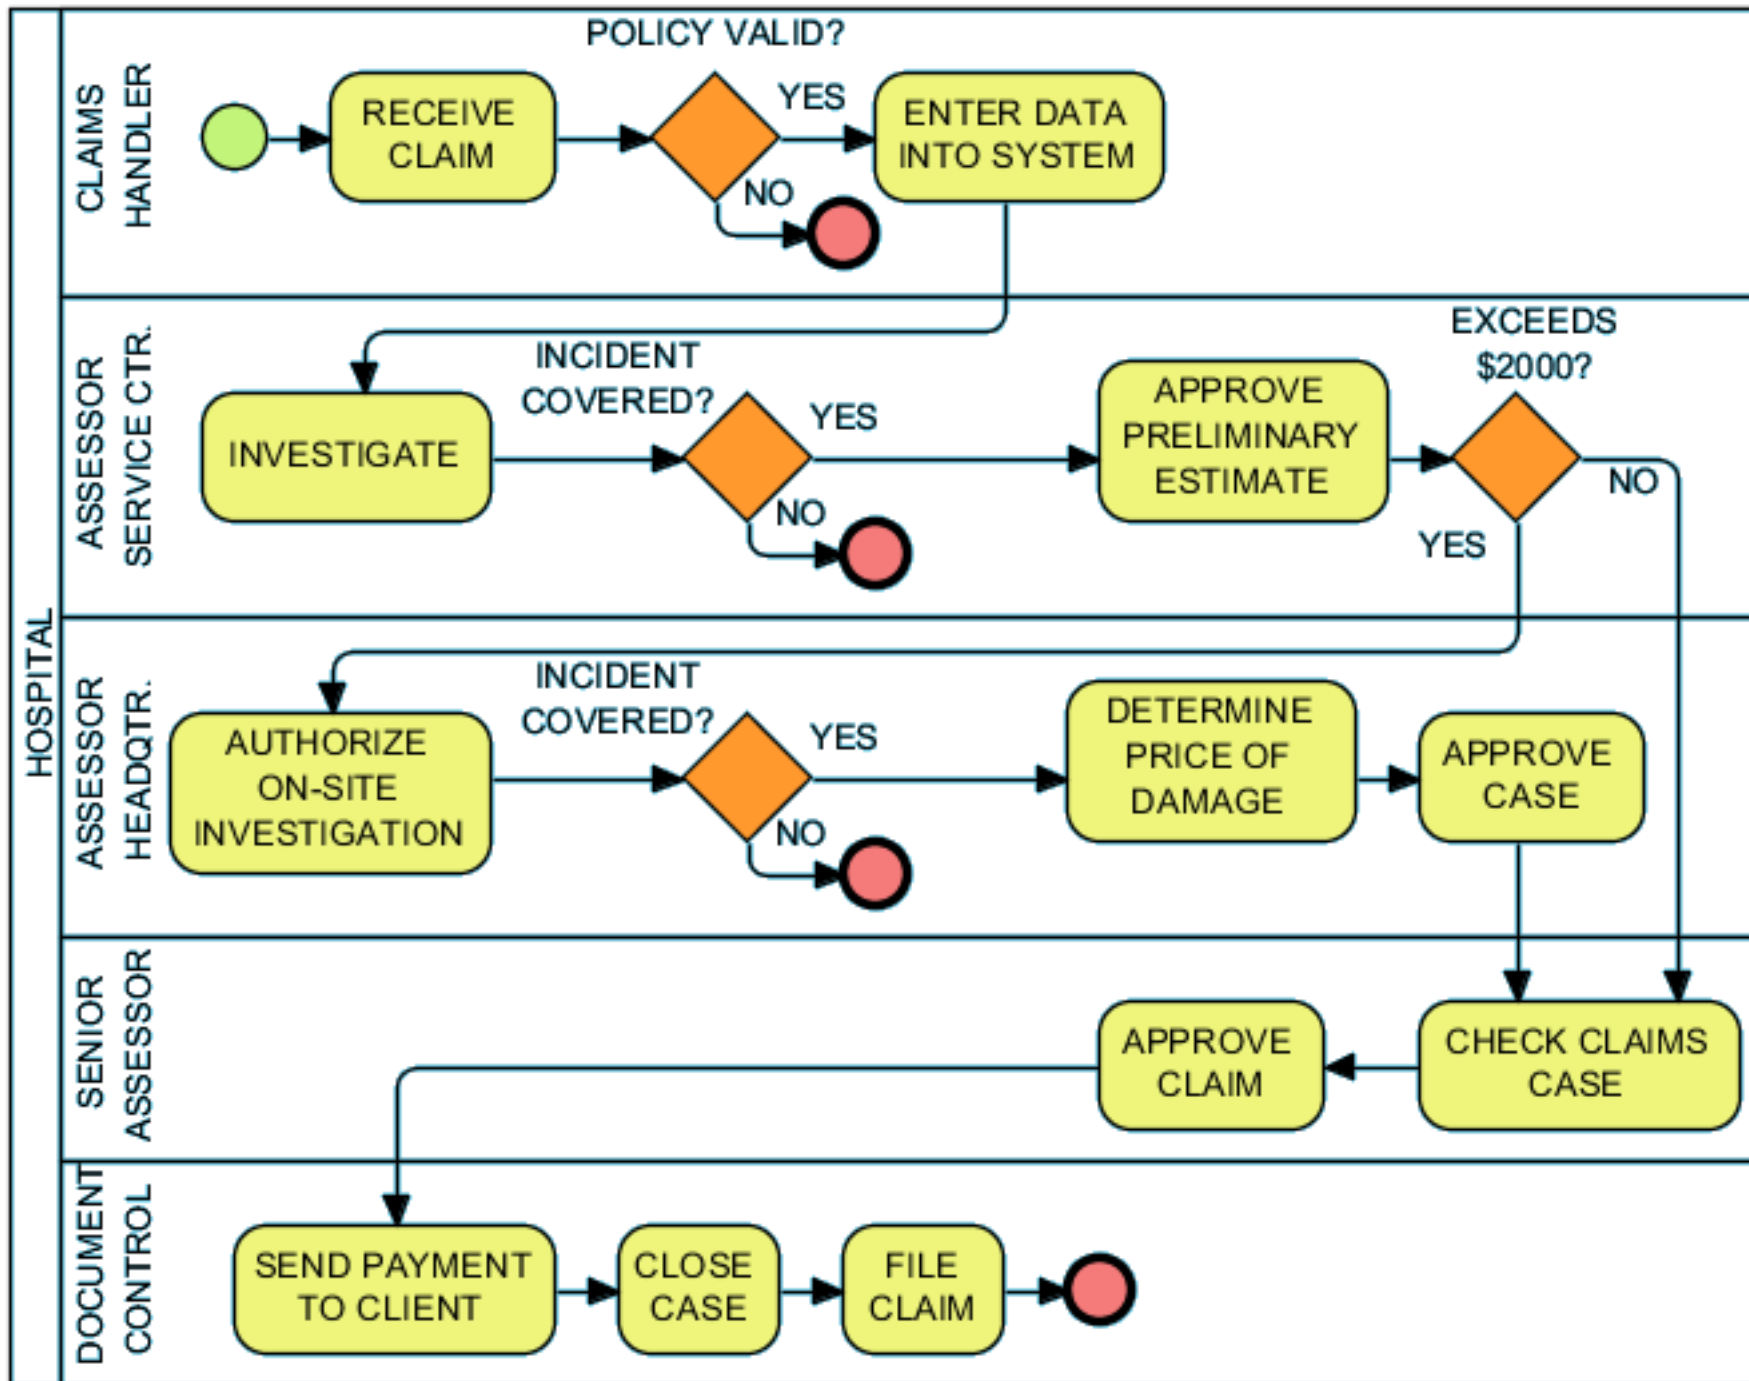 HOSPITAL
CLAIMS
HANDLER
POLICY VALID?
RECEIVE
CLAIM
YES
NO
ENTER DATA
INTO SYSTEM
ASSESSOR
SERVICE CTR.
INVESTIGATE
INCIDENT
COVERED?
YES
NO
APPROVE
PRELIMINARY
ESTIMATE
EXCEEDS
$2000?
NO
YES
ASSESSOR
HEADQTR.
AUTHORIZE
ON-SITE
INVESTIGATION
INCIDENT
COVERED?
YES
NO
DETERMINE
PRICE OF
DAMAGE
APPROVE
CASE
SENIOR
ASSESSOR
APPROVE
CLAIM
CHECK CLAIMS
CASE
DOCUMENT
CONTROL
SEND PAYMENT
TO CLIENT
CLOSE
CASE
FILE
CLAIM